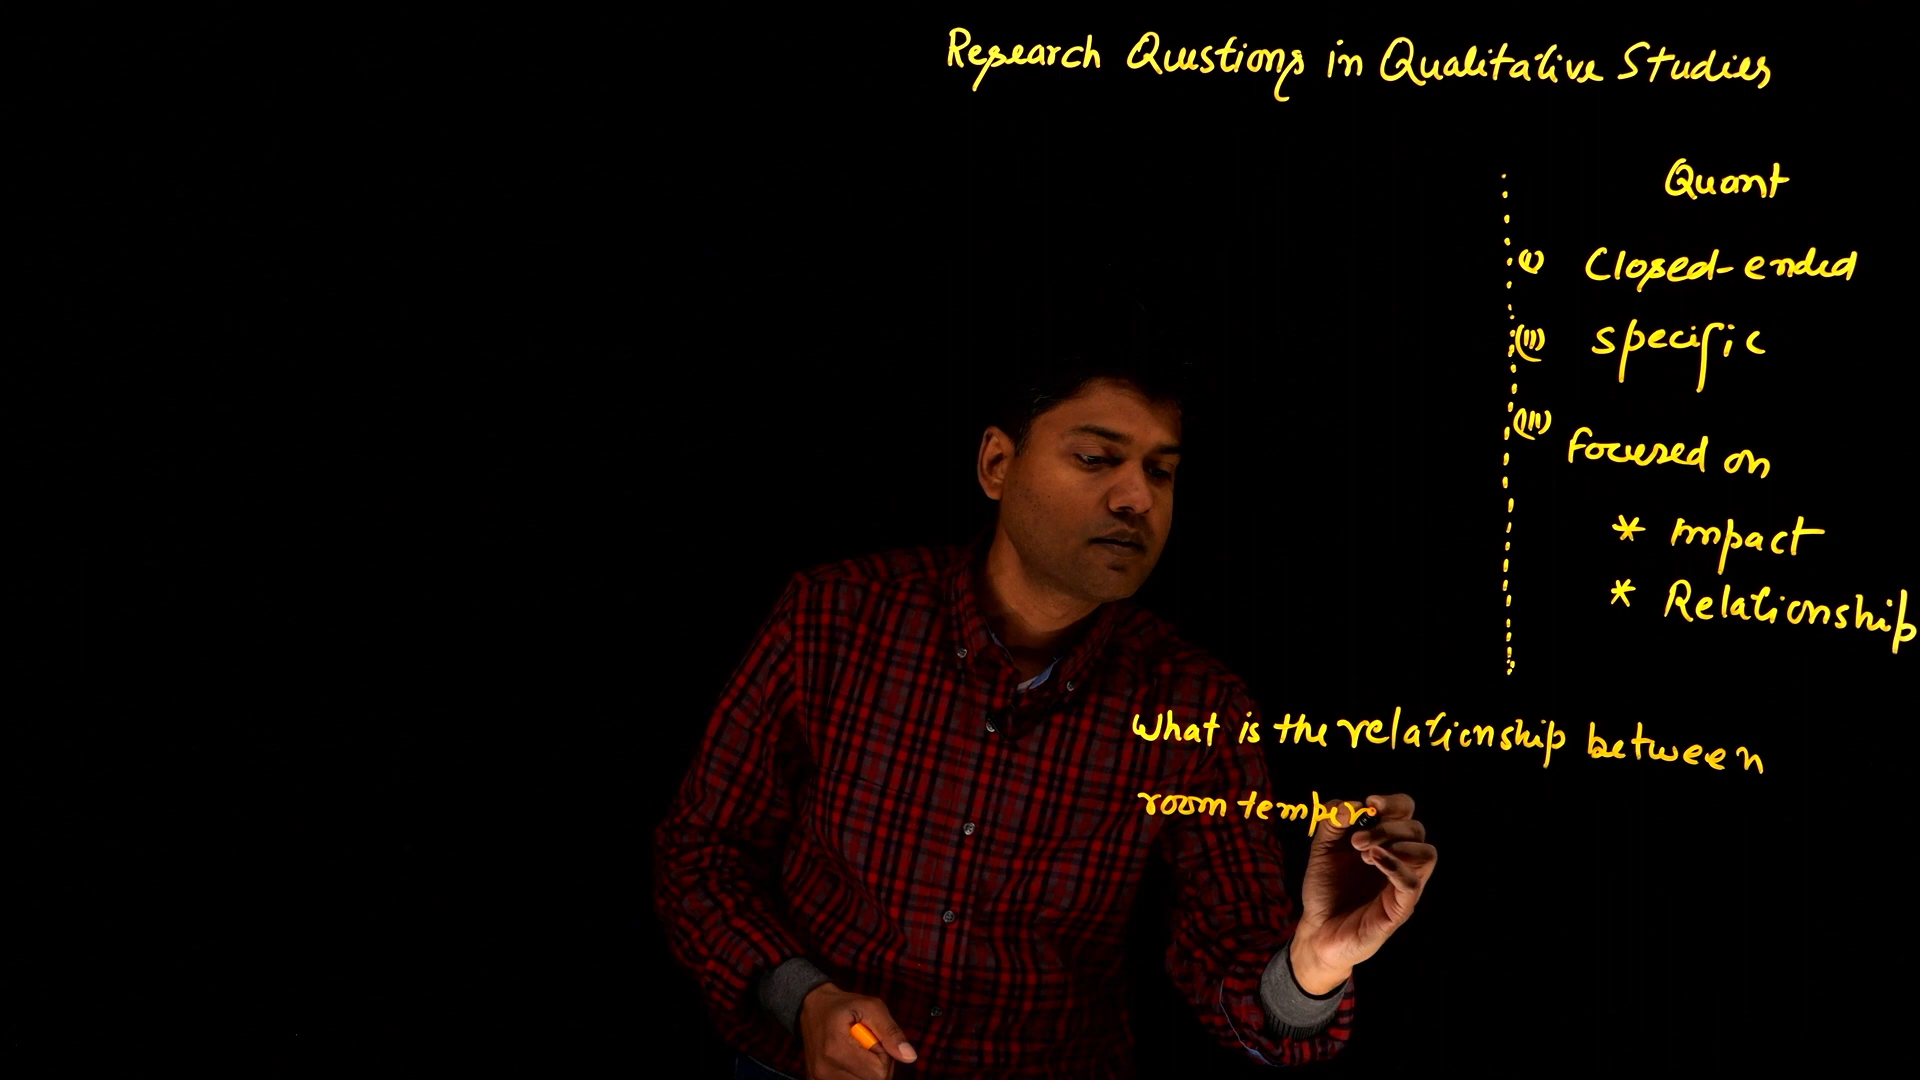 Research Questions in Qualitative Studies
Quant
(i) Closed-ended
(ii) specific
(iii) Focused on
* Impact
* Relationship
What is the relationship between
room temper